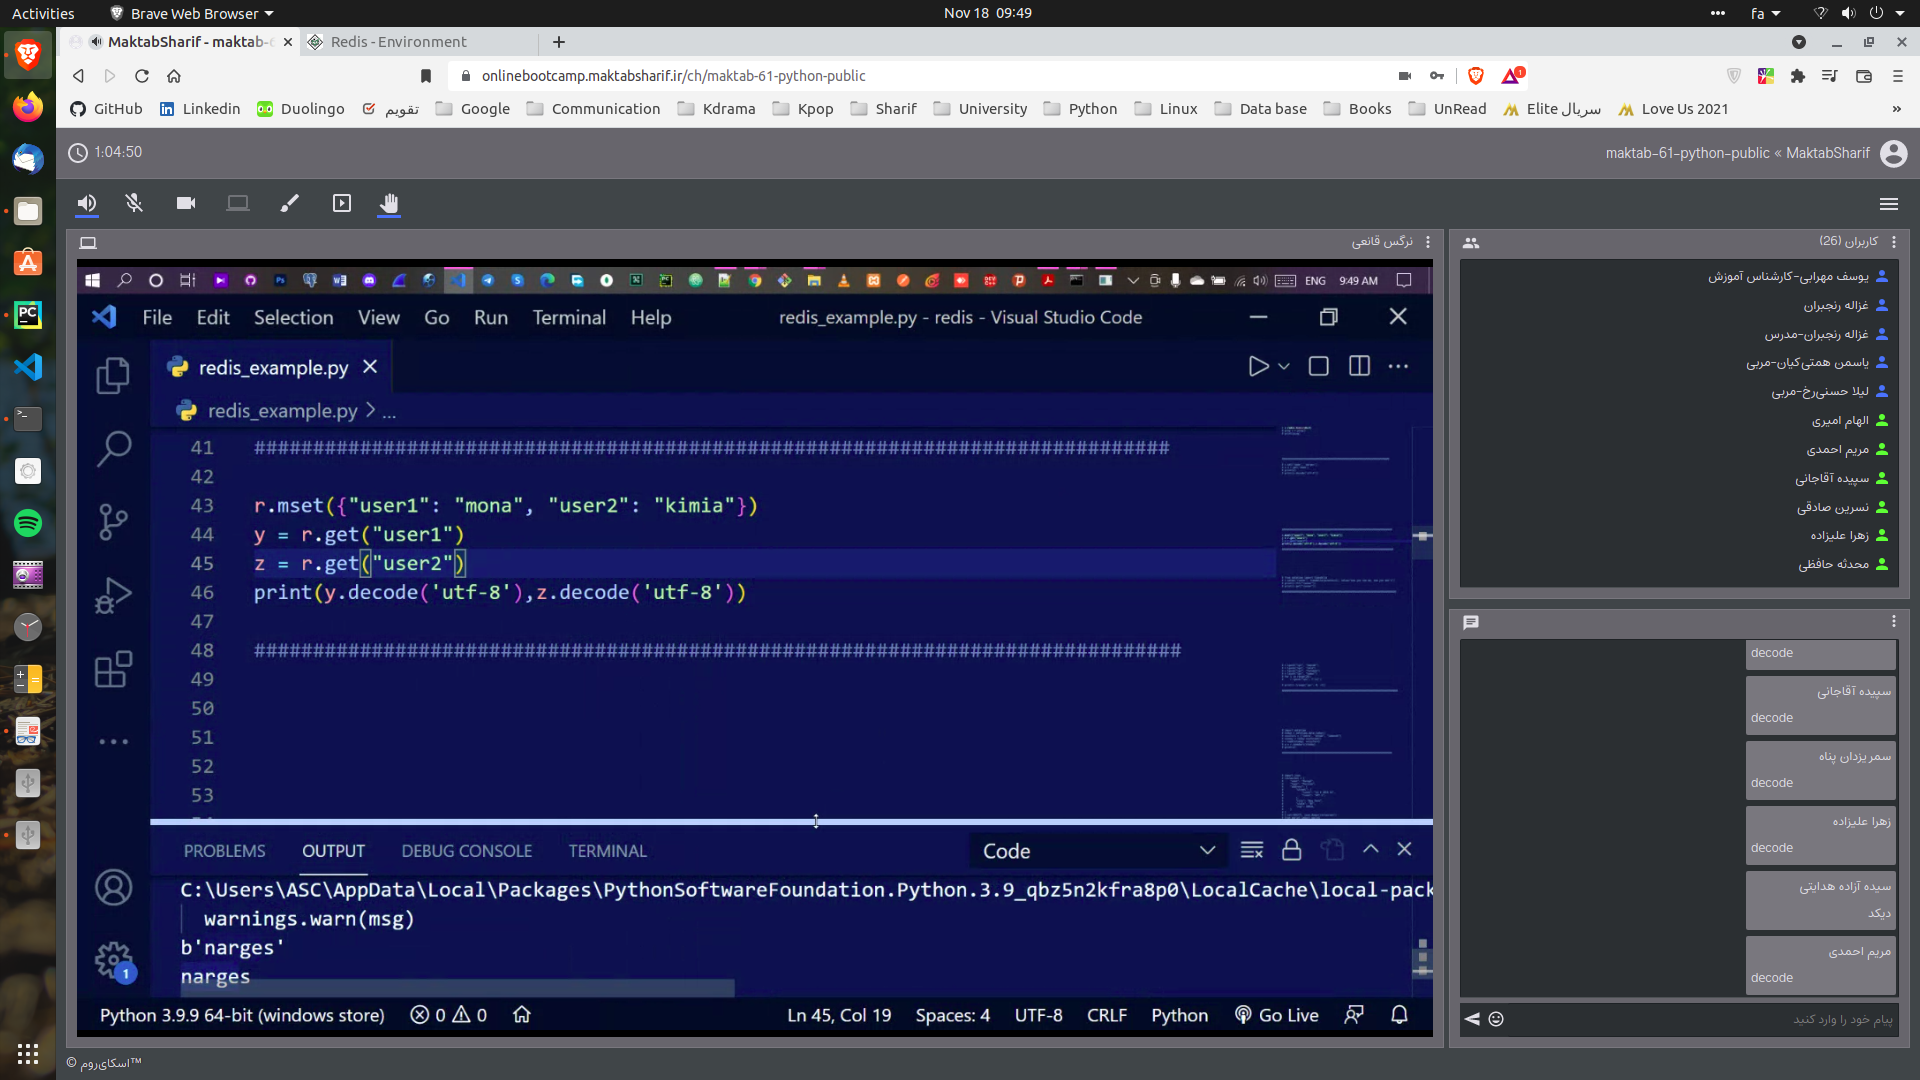 Activities
Brave Web Browser
Nov 18 09:49
fa
MaktabSharif - maktab-6
Redis - Environment
onlinebootcamp.maktabsharif.ir/ch/maktab-61-python-public
1
GitHub
Linkedin
Duolingo
تقویم
Google
Communication
Kdrama
Kpop
Sharif
University
Python
Linux
Data base
Books
UnRead
سریال Elite
Love Us 2021
»
1:04:50
maktab-61-python-public « MaktabSharif
نرگس قانعی
ENG
9:49 AM
File Edit Selection View Go Run Terminal Help
redis_example.py - redis - Visual Studio Code
redis_example.py
redis_example.py > ...
41 ##############################################################################
42
43 r.mset({"user1": "mona", "user2": "kimia"})
44 y = r.get("user1")
45 z = r.get("user2")
46 print(y.decode('utf-8'),z.decode('utf-8'))
47
48 ###############################################################################
49
50
51
52
53
PROBLEMS OUTPUT DEBUG CONSOLE TERMINAL
Code
C:\Users\ASC\AppData\Local\Packages\PythonSoftwareFoundation.Python.3.9_qbz5n2kfra8p0\LocalCache\local-pack
warnings.warn(msg)
b'narges'
narges
1
Python 3.9.9 64-bit (windows store)
0 0
Ln 45, Col 19
Spaces: 4
UTF-8
CRLF
Python
Go Live
کاربران (26)
یوسف مهرابی-کارشناس آموزش
غزاله رنجبران
غزاله رنجبران-مدرس
یاسمن همتی‌کیان-مربی
لیلا حسنی‌رخ-مربی
الهام امیری
مریم احمدی
سپیده آقاجانی
نسرین صادقی
زهرا علیزاده
محدثه حافظی
decode
سپیده آقاجانی
decode
سمر یزدان پناه
decode
زهرا علیزاده
decode
سیده آزاده هدایتی
دیکد
مریم احمدی
decode
پیام خود را وارد کنید
© اسکای‌روم™